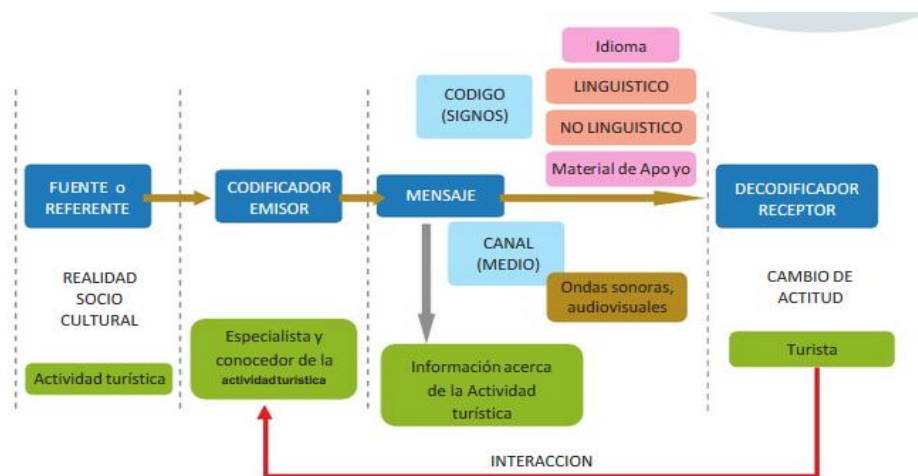 Idioma
CODIGO
(SIGNOS)
LINGUISTICO
NO LINGUISTICO
Material de Apoyo
FUENTE o
REFERENTE
CODIFICADOR
EMISOR
MENSAJE
DECODIFICADOR
RECEPTOR
CANAL
(MEDIO)
Ondas sonoras,
audiovisuales
REALIDAD
SOCIO
CULTURAL
CAMBIO DE
ACTITUD
Actividad turística
Especialista y
conocedor de la
actividad turistica
Información acerca
de la Actividad
turística
Turista
INTERACCION